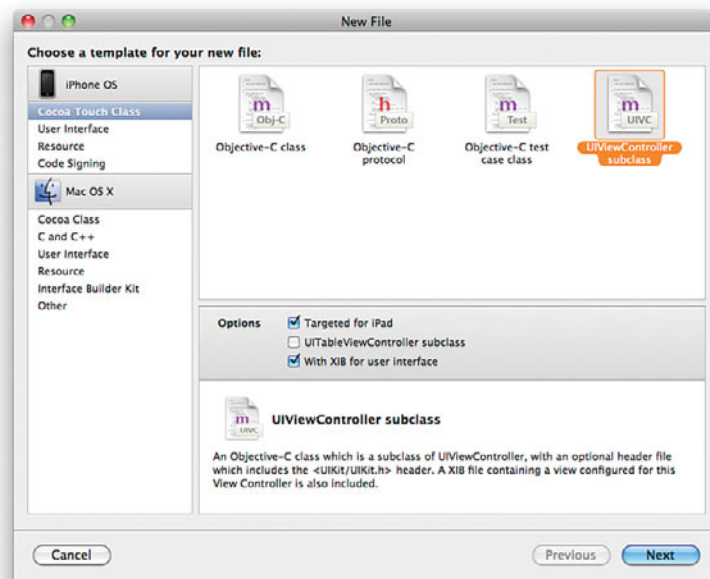 New File
Choose a template for your new file:
iPhone OS
Cocoa Touch Class
User Interface
Resource
Code Signing
Mac OS X
Cocoa Class
C and C++
User Interface
Resource
Interface Builder Kit
Other
m
Obj-C
Objective-C class
h
Proto
Objective-C
protocol
m
Test
Objective-C test
case class
m
UIVC
UIViewController
subclass
Options
Targeted for iPad
UITableViewController subclass
With XIB for user interface
m
UIVC
UIViewController subclass
An Objective-C class which is a subclass of UIViewController, with an optional header file
which includes the <UIKit/UIKit.h> header. A XIB file containing a view configured for this
View Controller is also included.
Cancel
Previous
Next